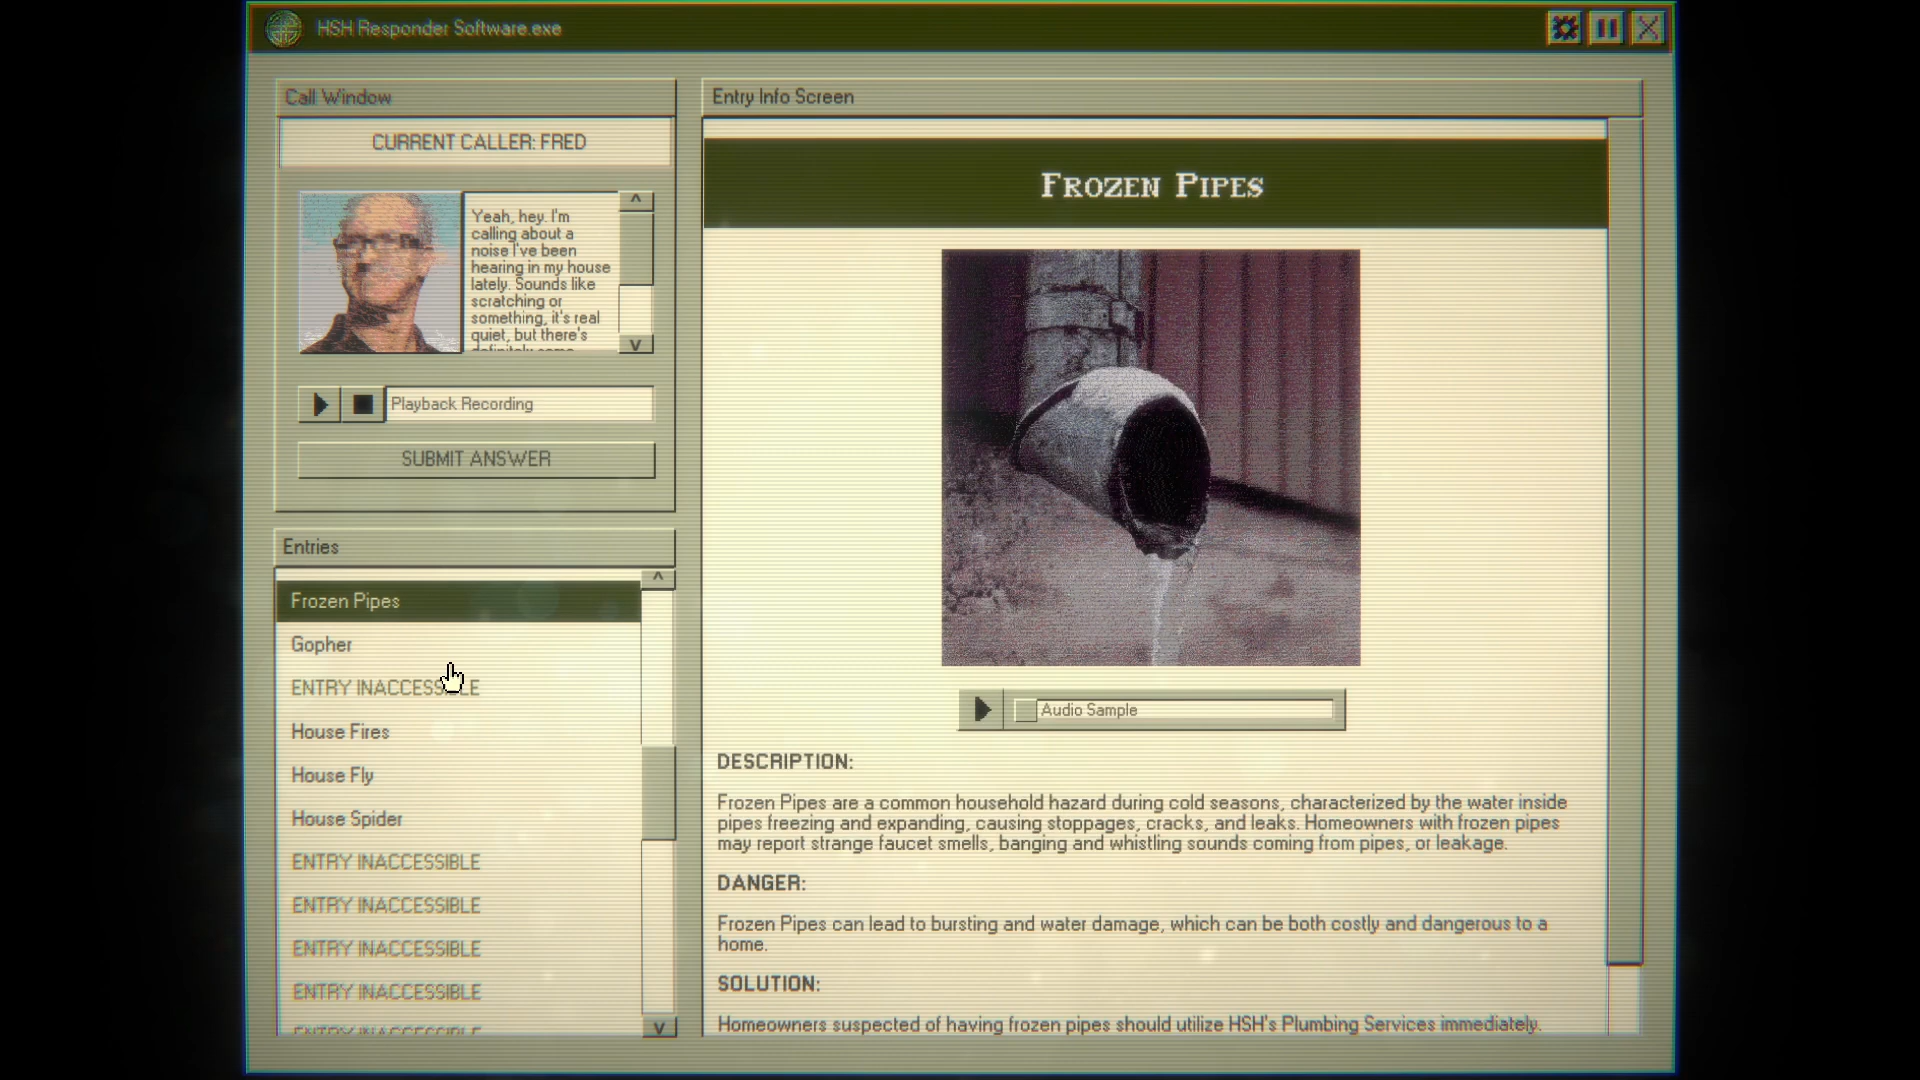 HSH Responder Software.exe
Call Window
CURRENT CALLER: FRED
Yeah, hey. I'm
calling about a
noise I've been
hearing in my house
lately. Sounds like
scratching or
something, it's real
quiet, but there's
definitely some
Playback Recording
SUBMIT ANSWER
Entries
Frozen Pipes
Gopher
ENTRY INACCESSIBLE
House Fires
House Fly
House Spider
ENTRY INACCESSIBLE
ENTRY INACCESSIBLE
ENTRY INACCESSIBLE
ENTRY INACCESSIBLE
ENTRY INACCESSIBLE
Entry Info Screen
Frozen Pipes
Audio Sample
DESCRIPTION:
Frozen Pipes are a common household hazard during cold seasons, characterized by the water inside
pipes freezing and expanding, causing stoppages, cracks, and leaks. Homeowners with frozen pipes
may report strange faucet smells, banging and whistling sounds coming from pipes, or leakage.
DANGER:
Frozen Pipes can lead to bursting and water damage, which can be both costly and dangerous to a
home.
SOLUTION:
Homeowners suspected of having frozen pipes should utilize HSH's Plumbing Services immediately.